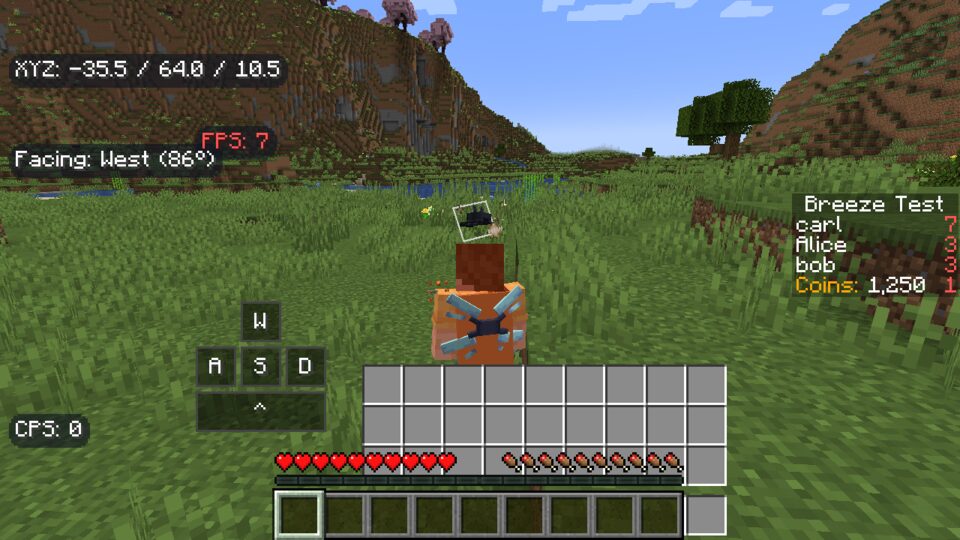 XYZ: -35.5 / 64.0 / 10.5
FPS: 7
Facing: West (86°)
Breeze Test
carl 7
Alice 3
bob 3
Coins: 1,250 1
W
A S D
^
CPS: 0